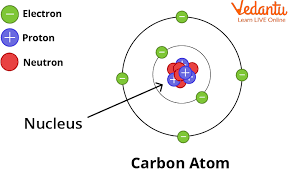 Electron
Proton
Neutron
Vedantu
Learn LIVE Online
Nucleus
Carbon Atom